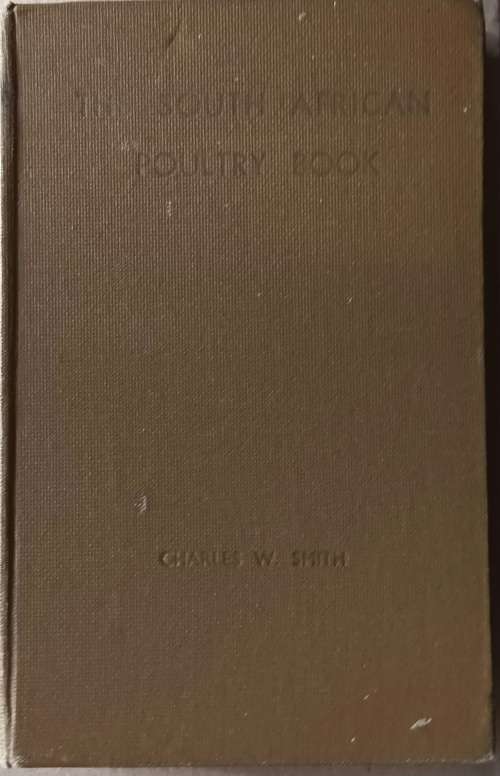 THE SOUTH AFRICAN
POULTRY BOOK
CHARLES W. SMITH